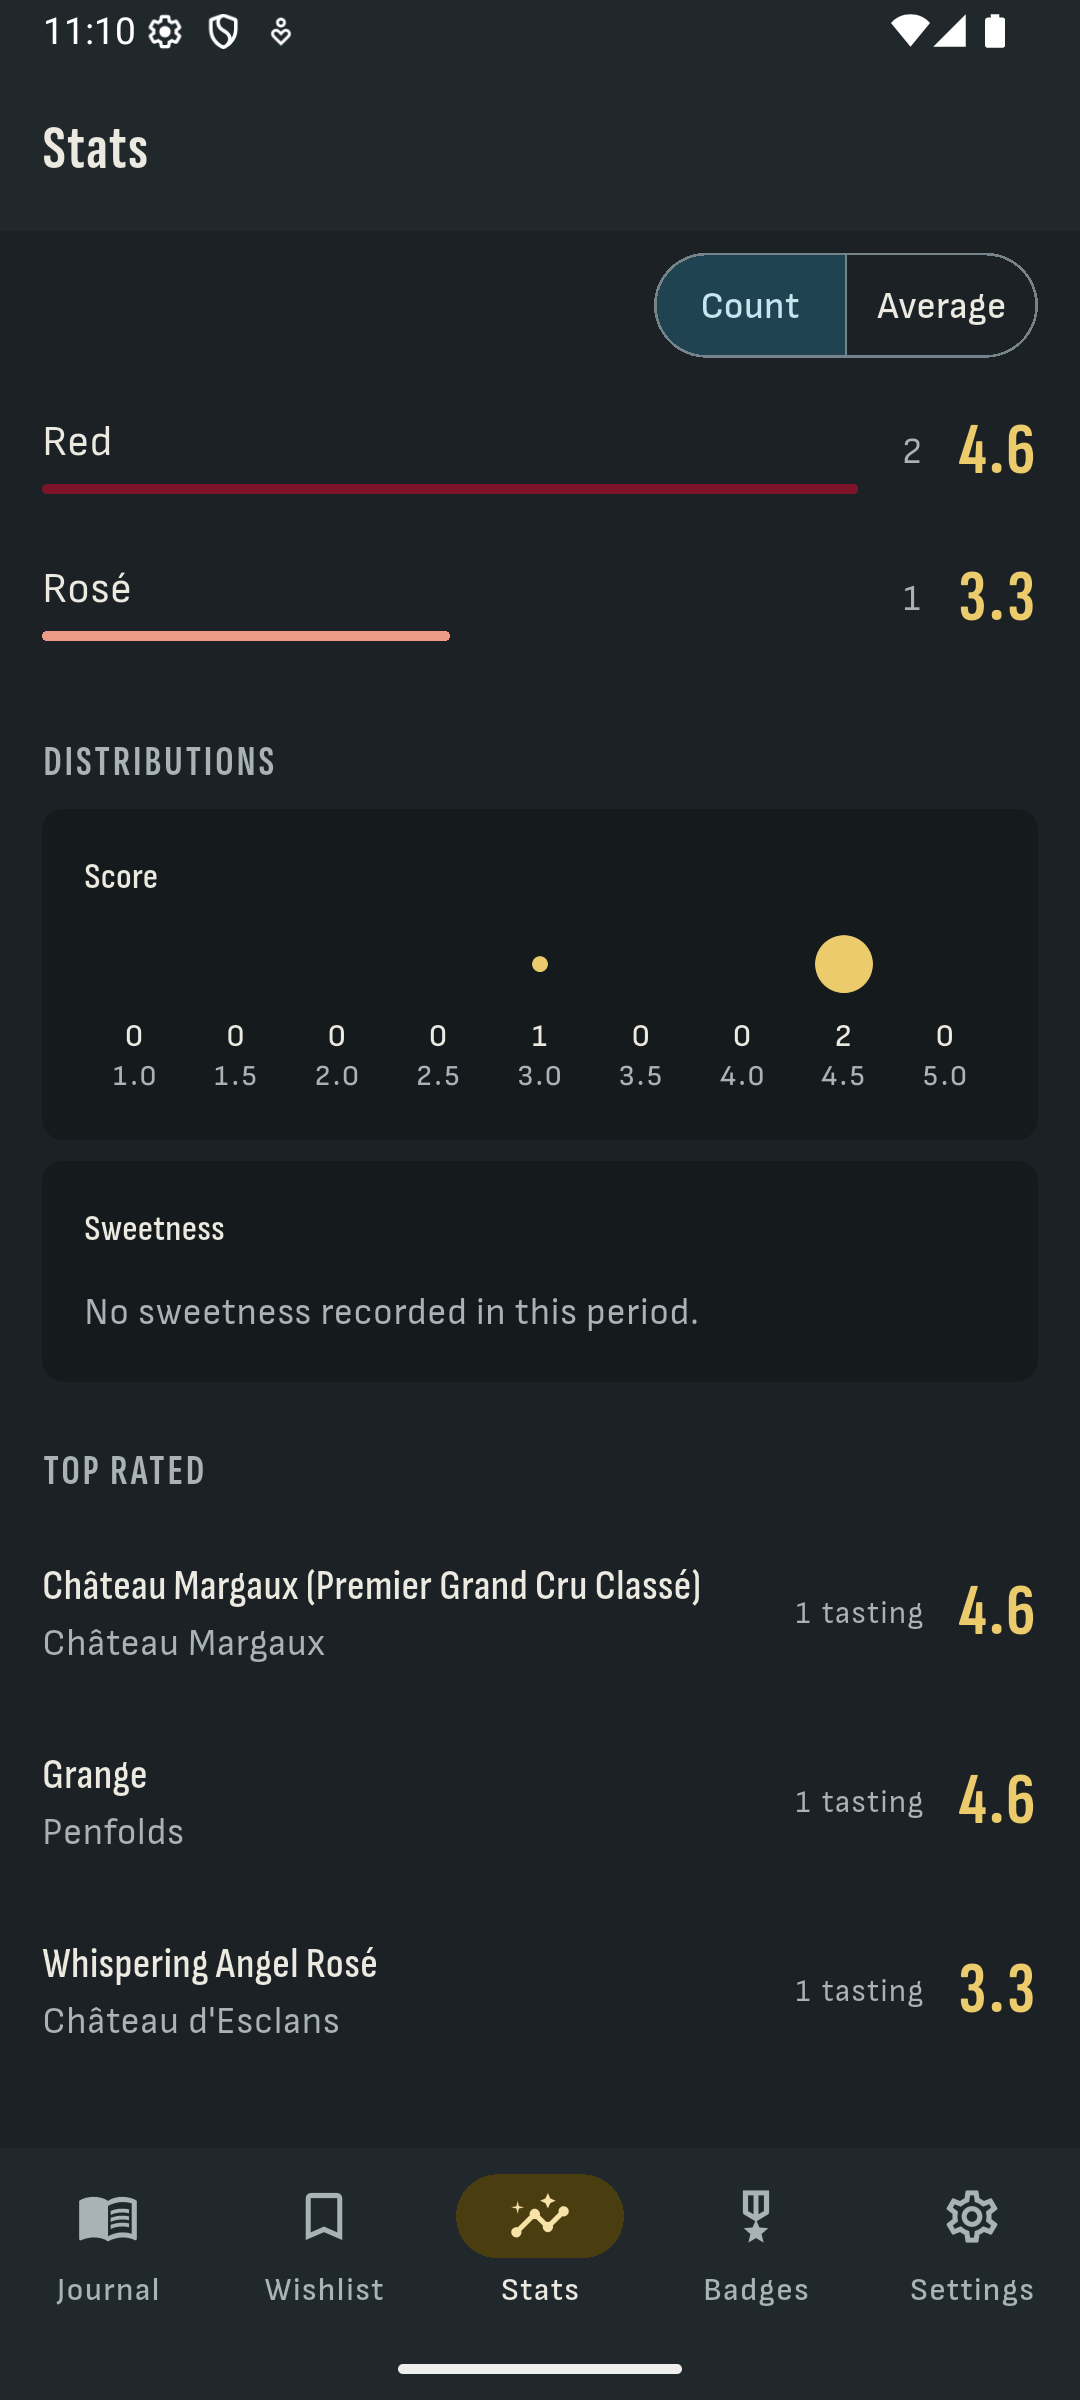 11:10
Stats
Count Average
Red 2 4.6
Rosé 1 3.3
DISTRIBUTIONS
Score
0 0 0 0 1 0 0 2 0
1.0 1.5 2.0 2.5 3.0 3.5 4.0 4.5 5.0
Sweetness
No sweetness recorded in this period.
TOP RATED
Château Margaux (Premier Grand Cru Classé)
Château Margaux
1 tasting 4.6
Grange
Penfolds
1 tasting 4.6
Whispering Angel Rosé
Château d'Esclans
1 tasting 3.3
Journal Wishlist Stats Badges Settings